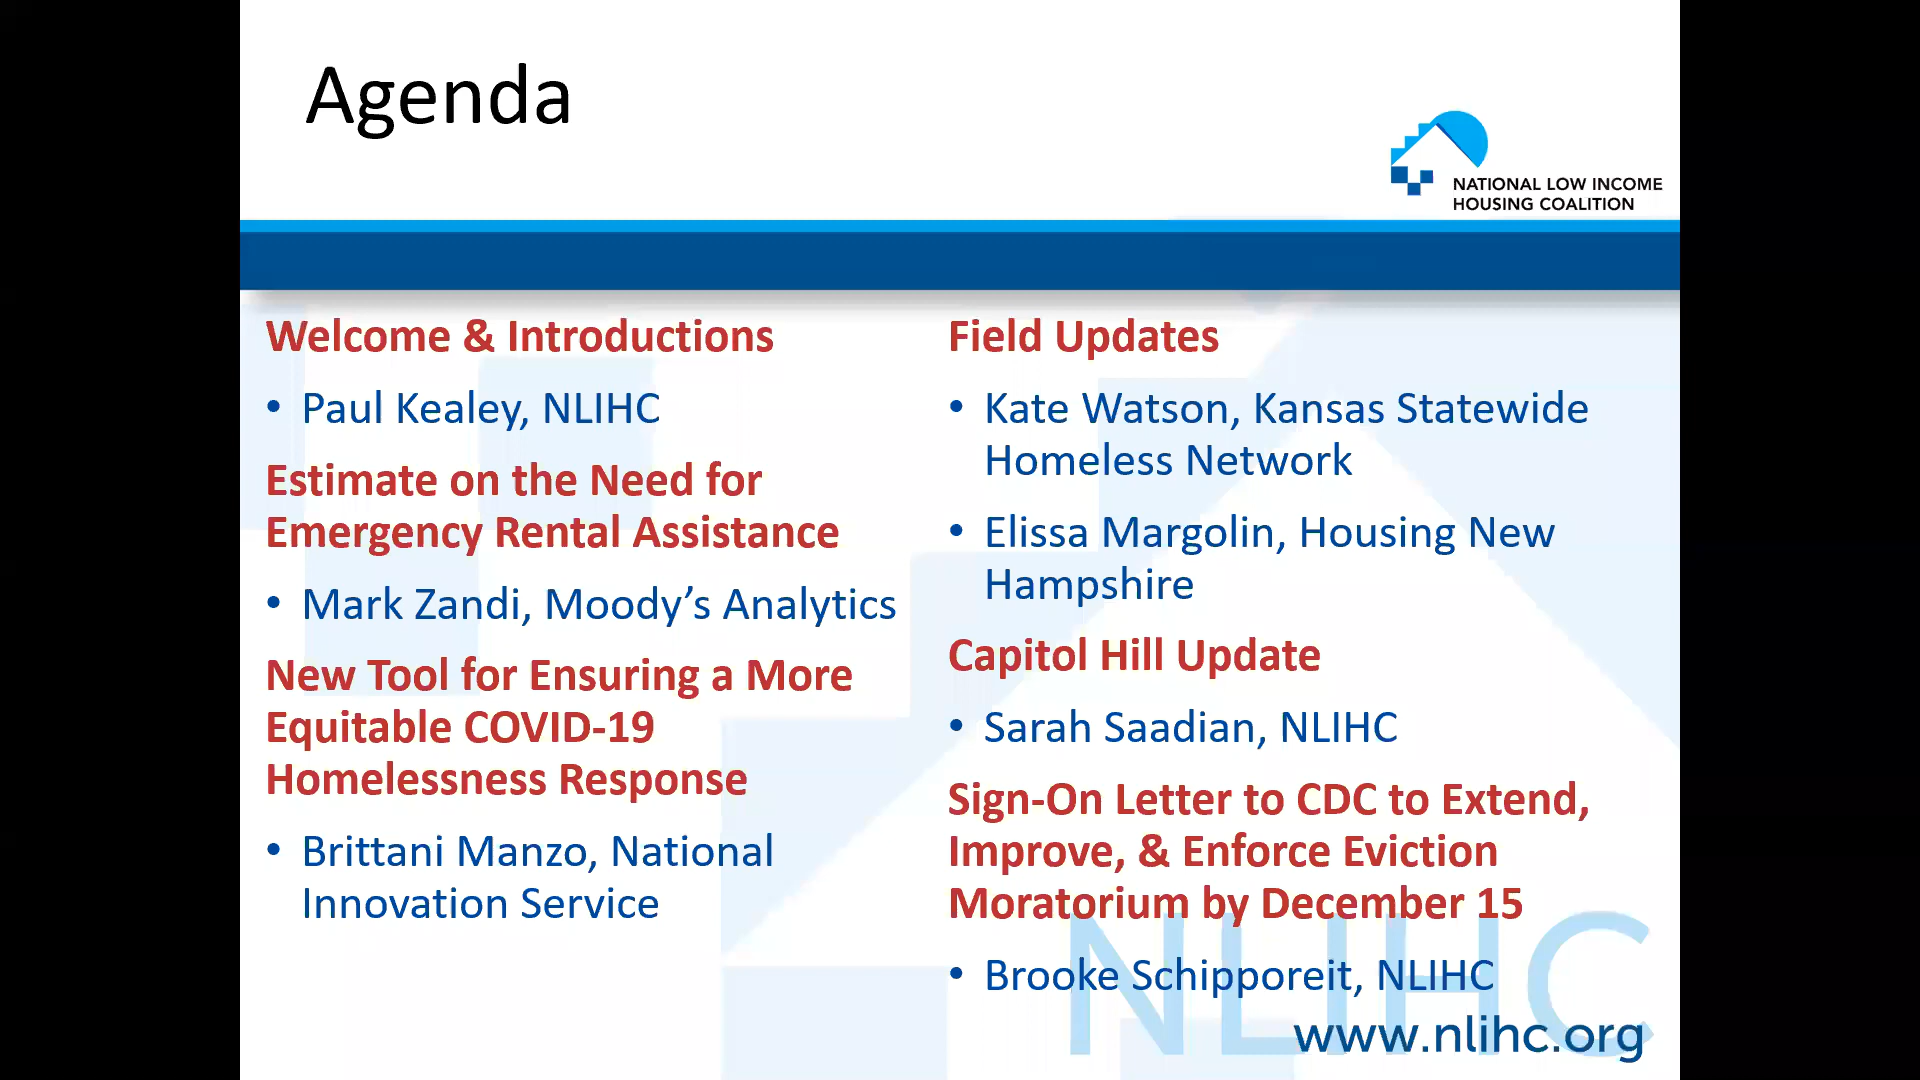 Agenda
NATIONAL LOW INCOME
HOUSING COALITION
Welcome & Introductions
• Paul Kealey, NLIHC
Estimate on the Need for
Emergency Rental Assistance
• Mark Zandi, Moody’s Analytics
New Tool for Ensuring a More
Equitable COVID-19
Homelessness Response
• Brittani Manzo, National
Innovation Service
Field Updates
• Kate Watson, Kansas Statewide
Homeless Network
• Elissa Margolin, Housing New
Hampshire
Capitol Hill Update
• Sarah Saadian, NLIHC
Sign-On Letter to CDC to Extend,
Improve, & Enforce Eviction
Moratorium by December 15
• Brooke Schipporeit, NLIHC
NLIHC
www.nlihc.org